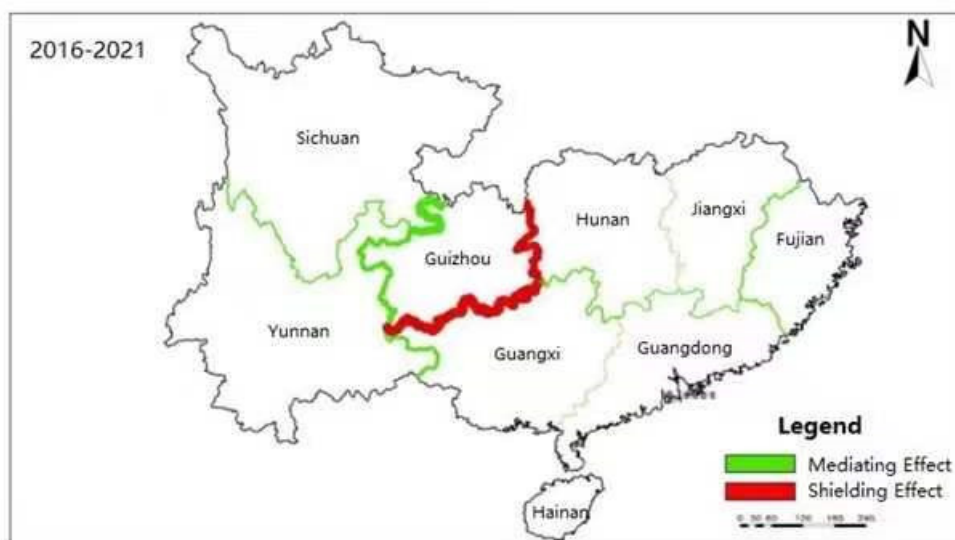 2016-2021
N
Sichuan
Hunan
Jiangxi
Fujian
Guizhou
Yunnan
Guangxi
Guangdong
Hainan
Legend
Mediating Effect
Shielding Effect